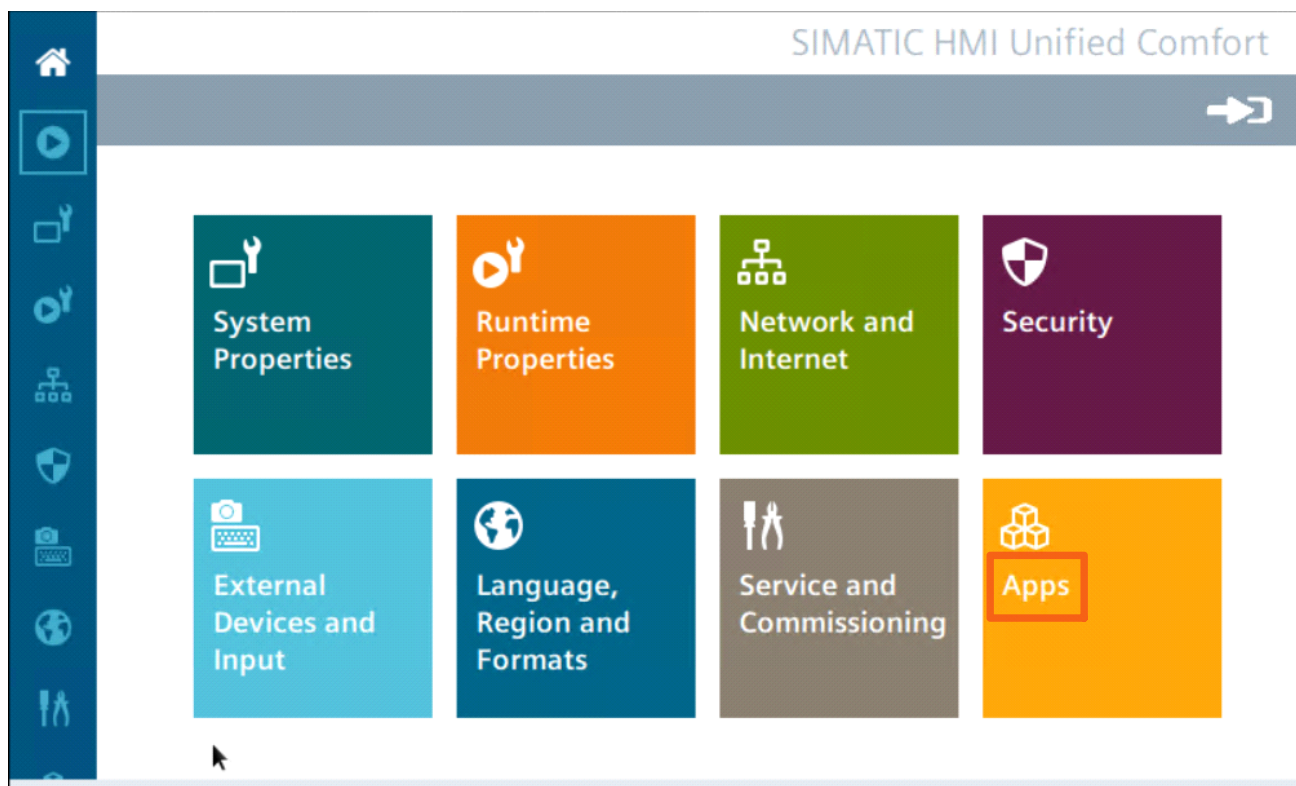 SIMATIC HMI Unified Comfort
System
Properties
Runtime
Properties
Network and
Internet
Security
External
Devices and
Input
Language,
Region and
Formats
Service and
Commissioning
Apps